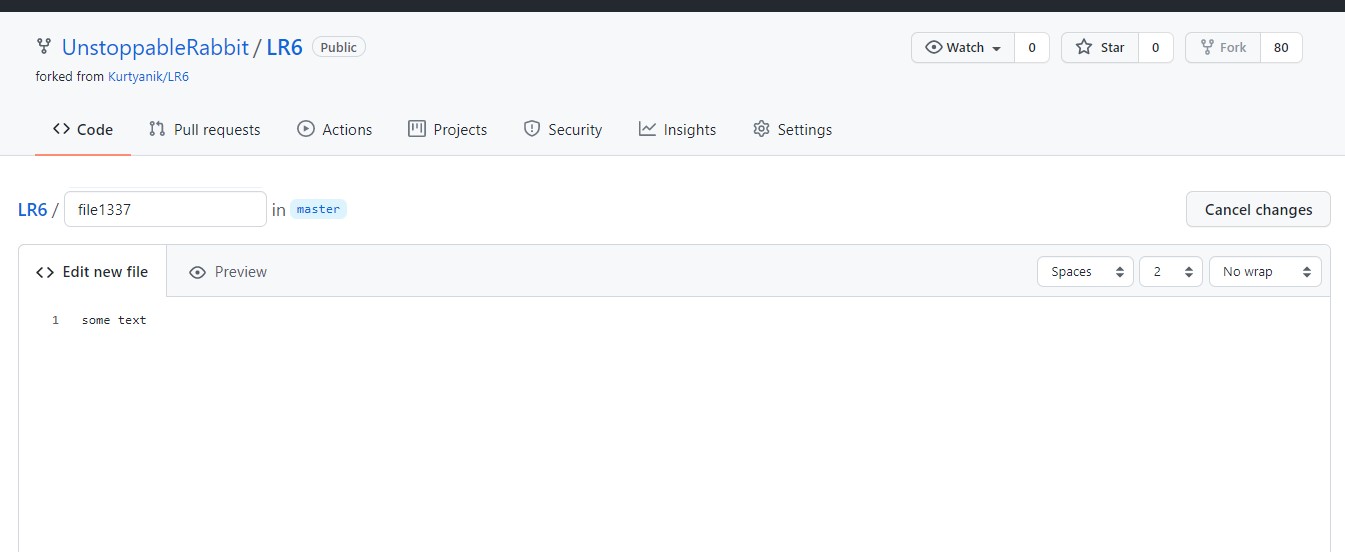 UnstoppableRabbit / LR6 Public
Watch 0 Star 0 Fork 80
forked from Kurtyanik/LR6
Code Pull requests Actions Projects Security Insights Settings
LR6 / file1337 in master Cancel changes
Edit new file Preview Spaces 2 No wrap
1 some text